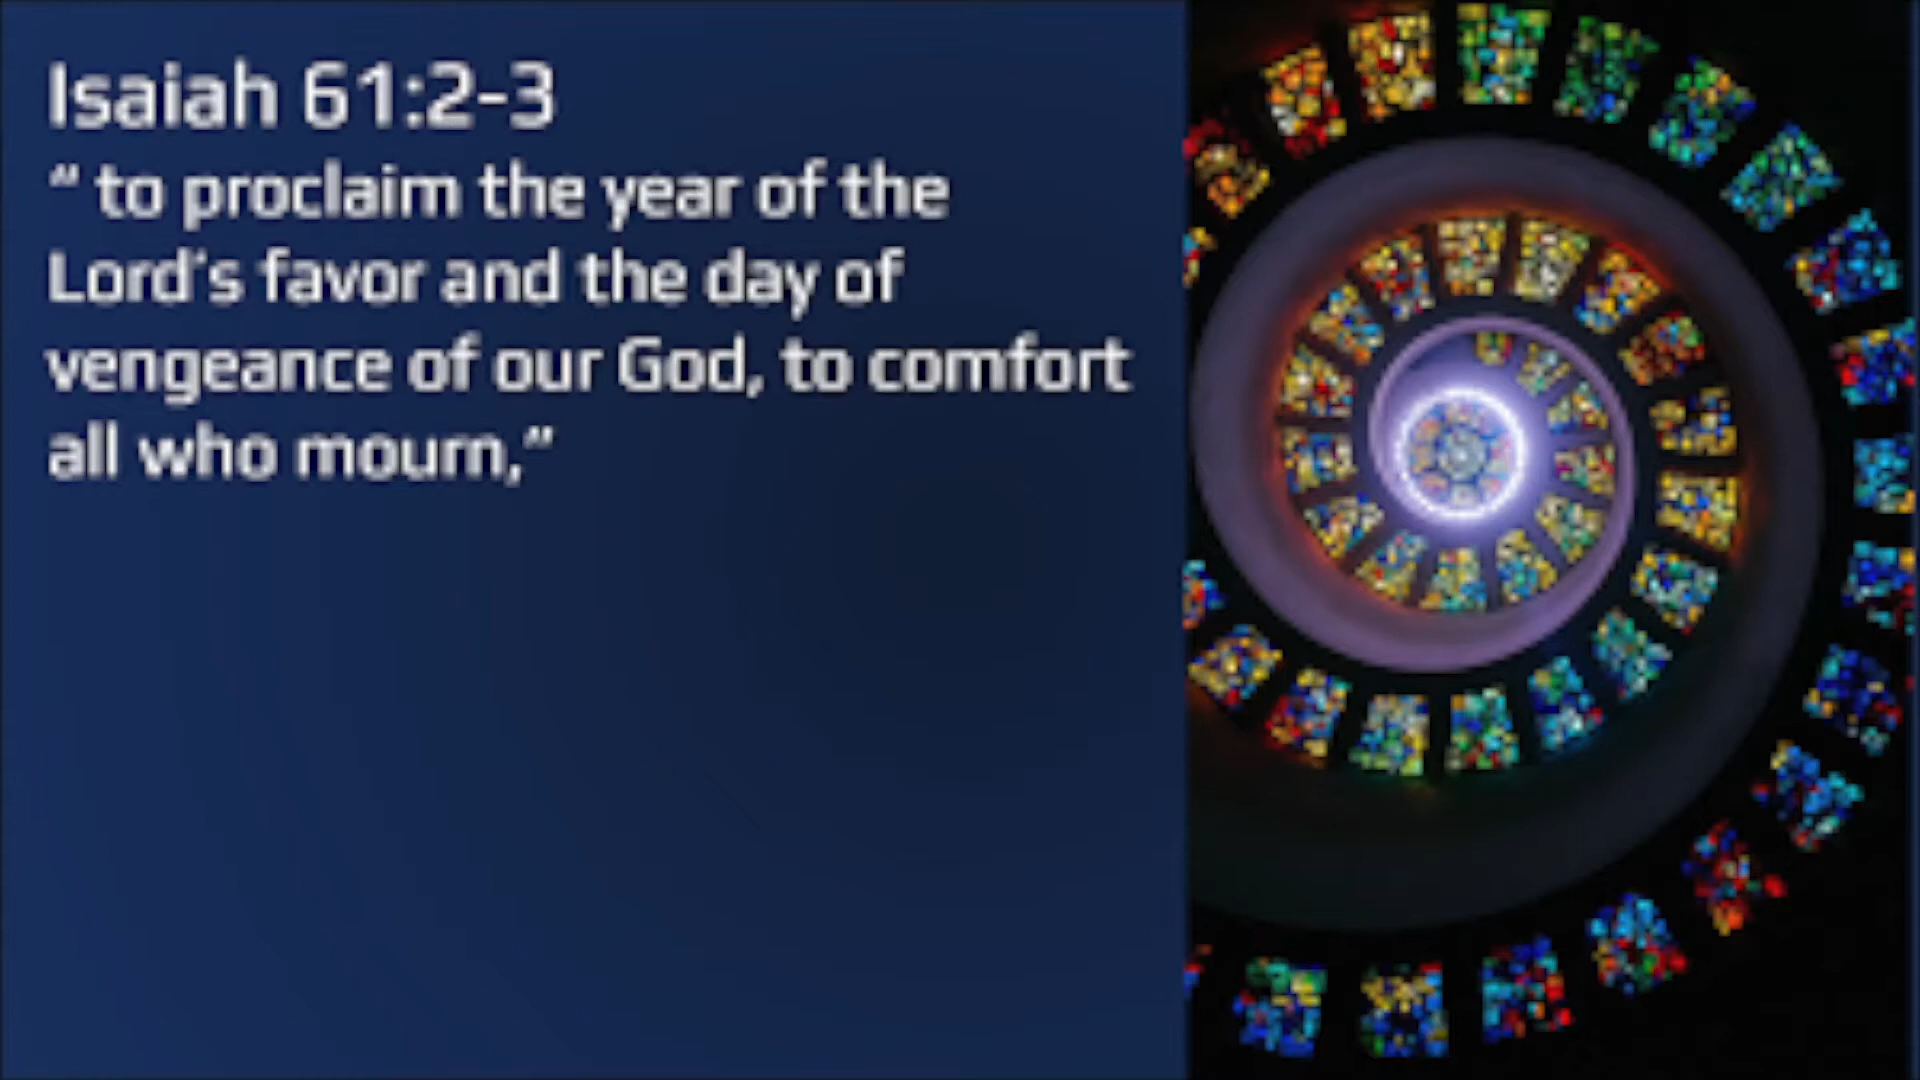 Isaiah 61:2-3
“ to proclaim the year of the
Lord’s favor and the day of
vengeance of our God, to comfort
all who mourn,”